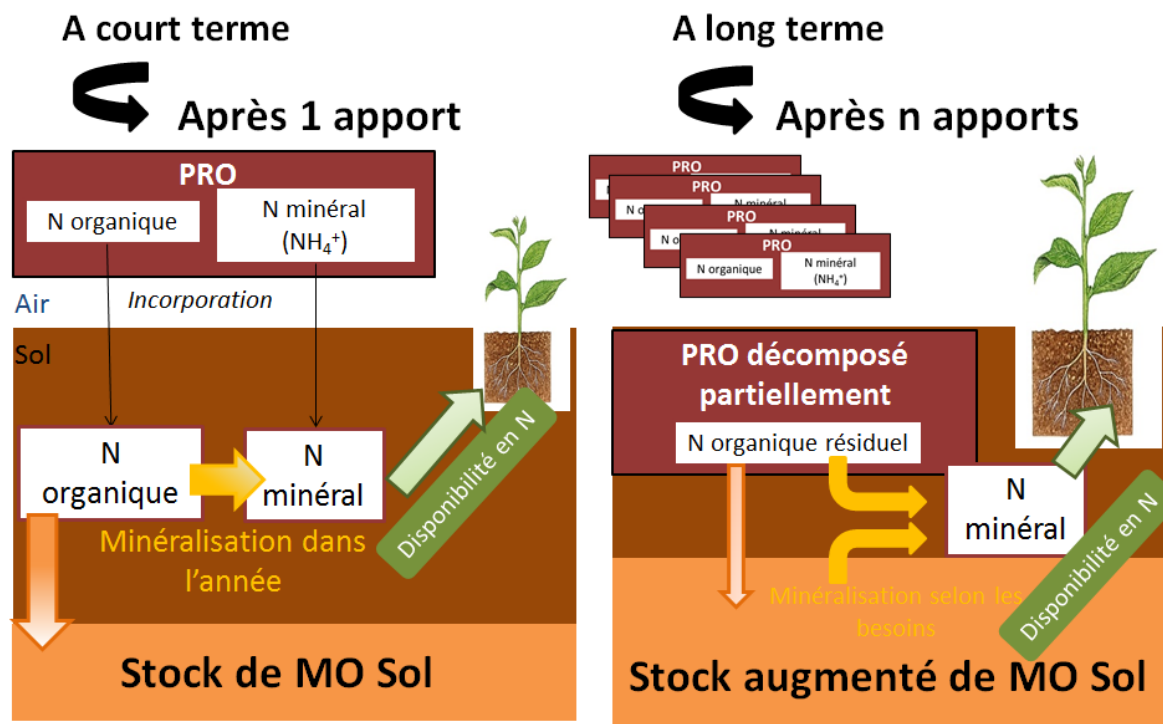 A court terme
Après 1 apport
PRO
N organique
N minéral
(NH₄⁺)
Incorporation
Air
Sol
N
organique
N
minéral
Minéralisation dans
l'année
Disponibilité en N
Stock de MO Sol
A long terme
Après n apports
PRO
PRO
N minéral
PRO
N minéral
PRO
N organique
N minéral
(NH₄⁺)
PRO décomposé
partiellement
N organique résiduel
N
minéral
Minéralisation selon les
besoins
Disponibilité en N
Stock augmenté de MO Sol